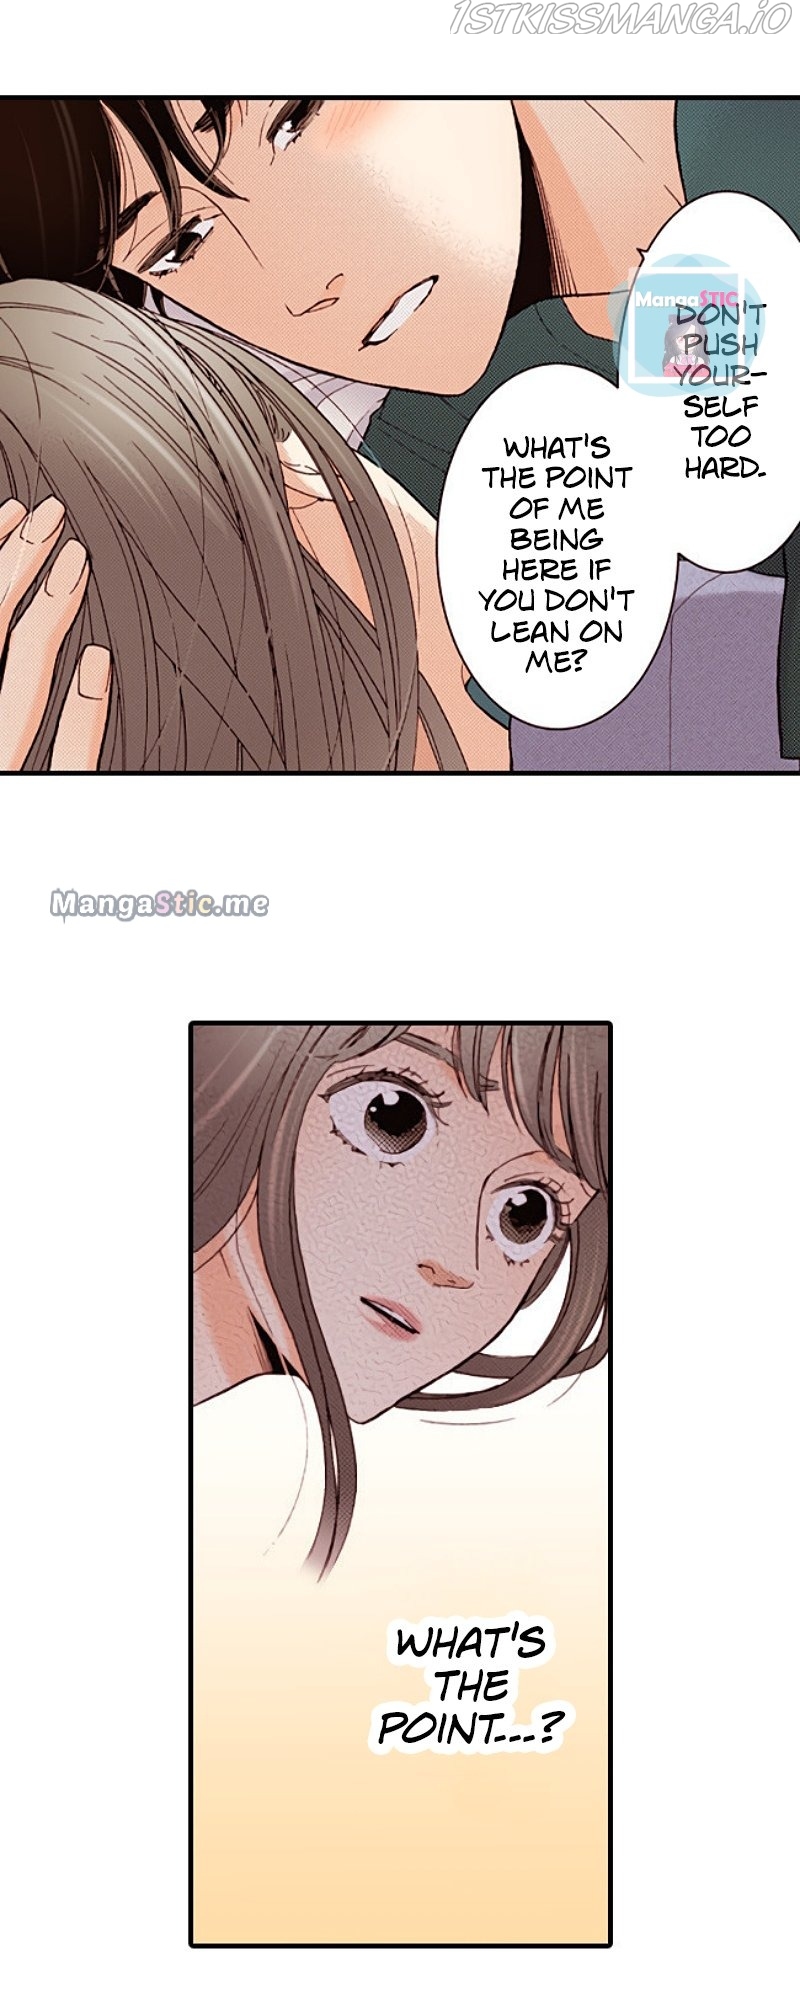 1STKISSMANGA.IO
DON'T
PUSH
YOUR-
SELF
TOO
HARD.
MangaSTIC
WHAT'S
THE POINT
OF ME
BEING
HERE IF
YOU DON'T
LEAN ON
ME?
MangaStic.me
WHAT'S
THE
POINT...?